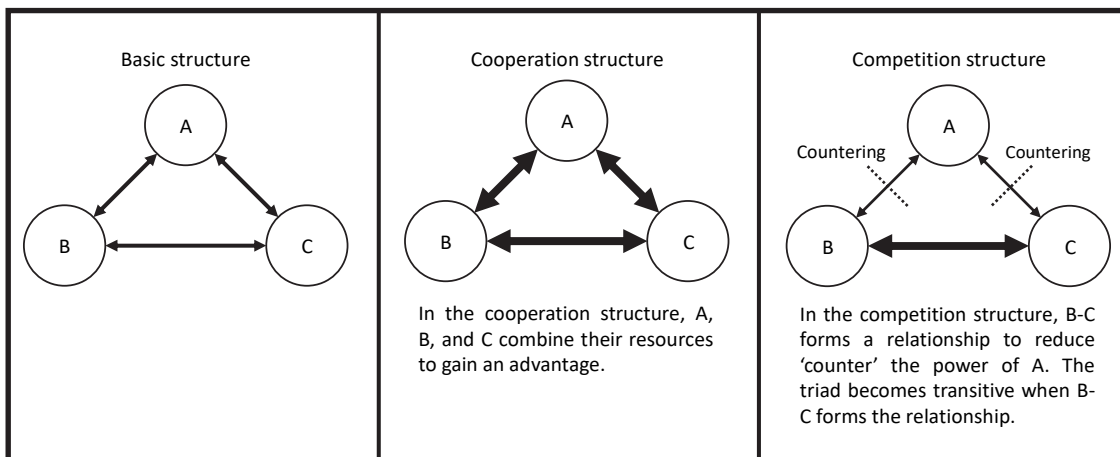 Basic structure
A
B
C
Cooperation structure
A
B
C
In the cooperation structure, A,
B, and C combine their resources
to gain an advantage.
Competition structure
A
Countering
Countering
B
C
In the competition structure, B-C
forms a relationship to reduce
‘counter’ the power of A. The
triad becomes transitive when B-
C forms the relationship.